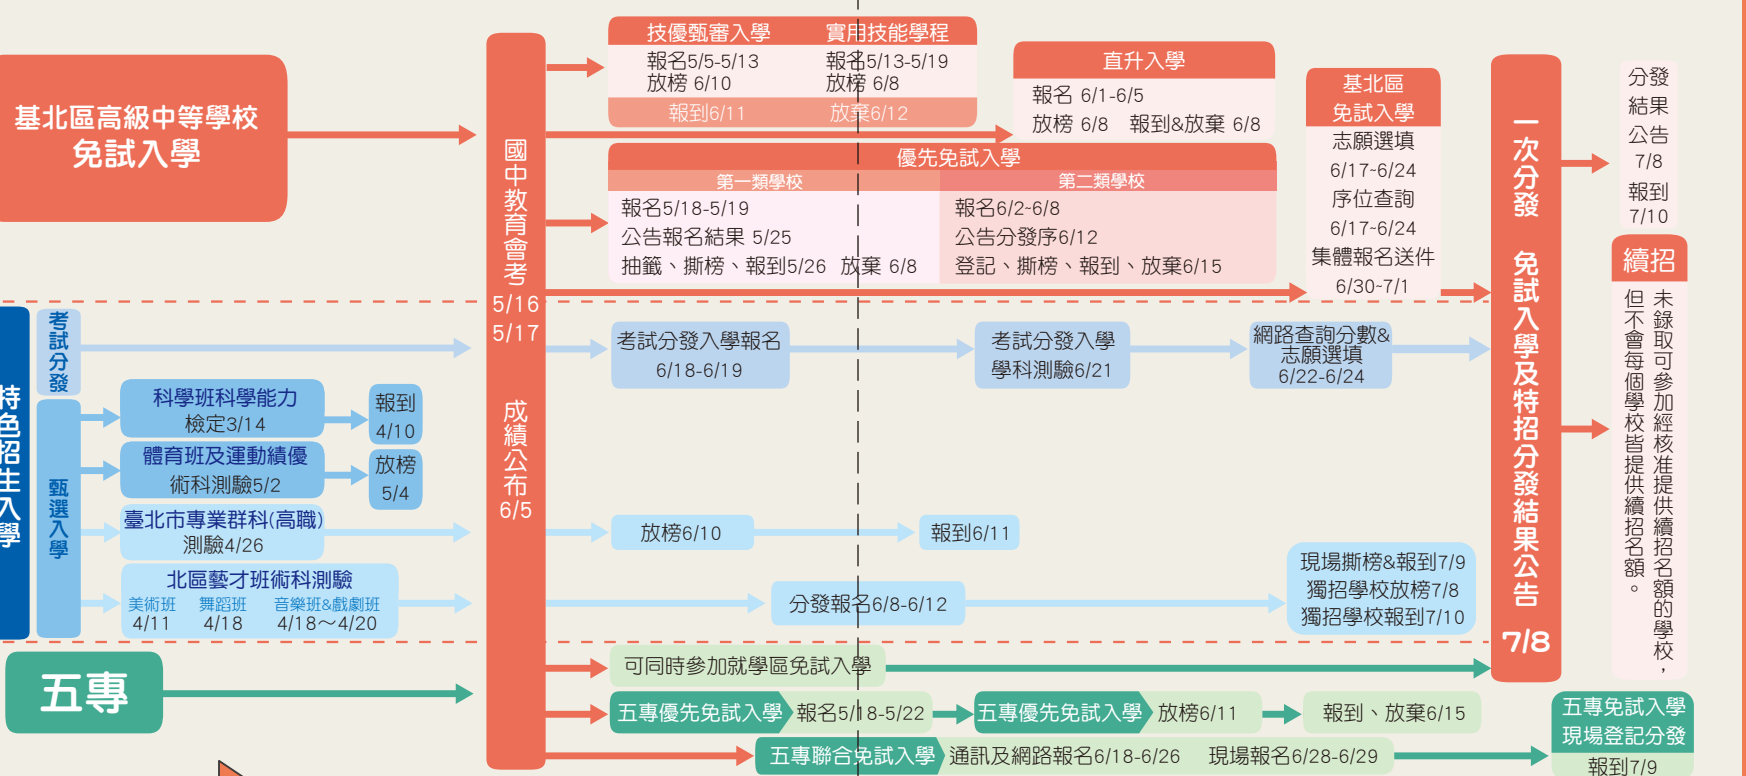 基北區高級中等學校
免試入學
國中教育會考
5/16
5/17
成績公布
6/5
技優甄審入學
報名5/5-5/13
放榜 6/10
報到6/11
實用技能學程
報名5/13-5/19
放榜 6/8
放棄6/12
直升入學
報名 6/1-6/5
放榜 6/8 報到&放棄 6/8
優先免試入學
第一類學校
報名5/18-5/19
公告報名結果 5/25
抽籤、撕榜、報到5/26 放棄 6/8
第二類學校
報名6/2~6/8
公告分發序6/12
登記、撕榜、報到、放棄6/15
基北區
免試入學
志願選填
6/17~6/24
序位查詢
6/17~6/24
集體報名送件
6/30~7/1
一次分發 免試入學及特招分發結果公告
7/8
分發
結果
公告
7/8
報到
7/10
續招
未錄取可參加經核准提供續招名額的學校，
但不會每個學校皆提供續招名額。
特色招生入學
考試分發
考試分發入學報名
6/18-6/19
考試分發入學
學科測驗6/21
網路查詢分數&
志願選填
6/22-6/24
甄選入學
科學班科學能力
檢定3/14
報到
4/10
體育班及運動績優
術科測驗5/2
放榜
5/4
臺北市專業群科(高職)
測驗4/26
放榜6/10
報到6/11
北區藝才班術科測驗
美術班 舞蹈班 音樂班&戲劇班
4/11 4/18 4/18～4/20
分發報名6/8-6/12
現場撕榜&報到7/9
獨招學校放榜7/8
獨招學校報到7/10
五專
可同時參加就學區免試入學
五專優先免試入學 報名5/18-5/22
五專優先免試入學 放榜6/11
報到、放棄6/15
五專聯合免試入學 通訊及網路報名6/18-6/26 現場報名6/28-6/29
五專免試入學
現場登記分發
報到7/9